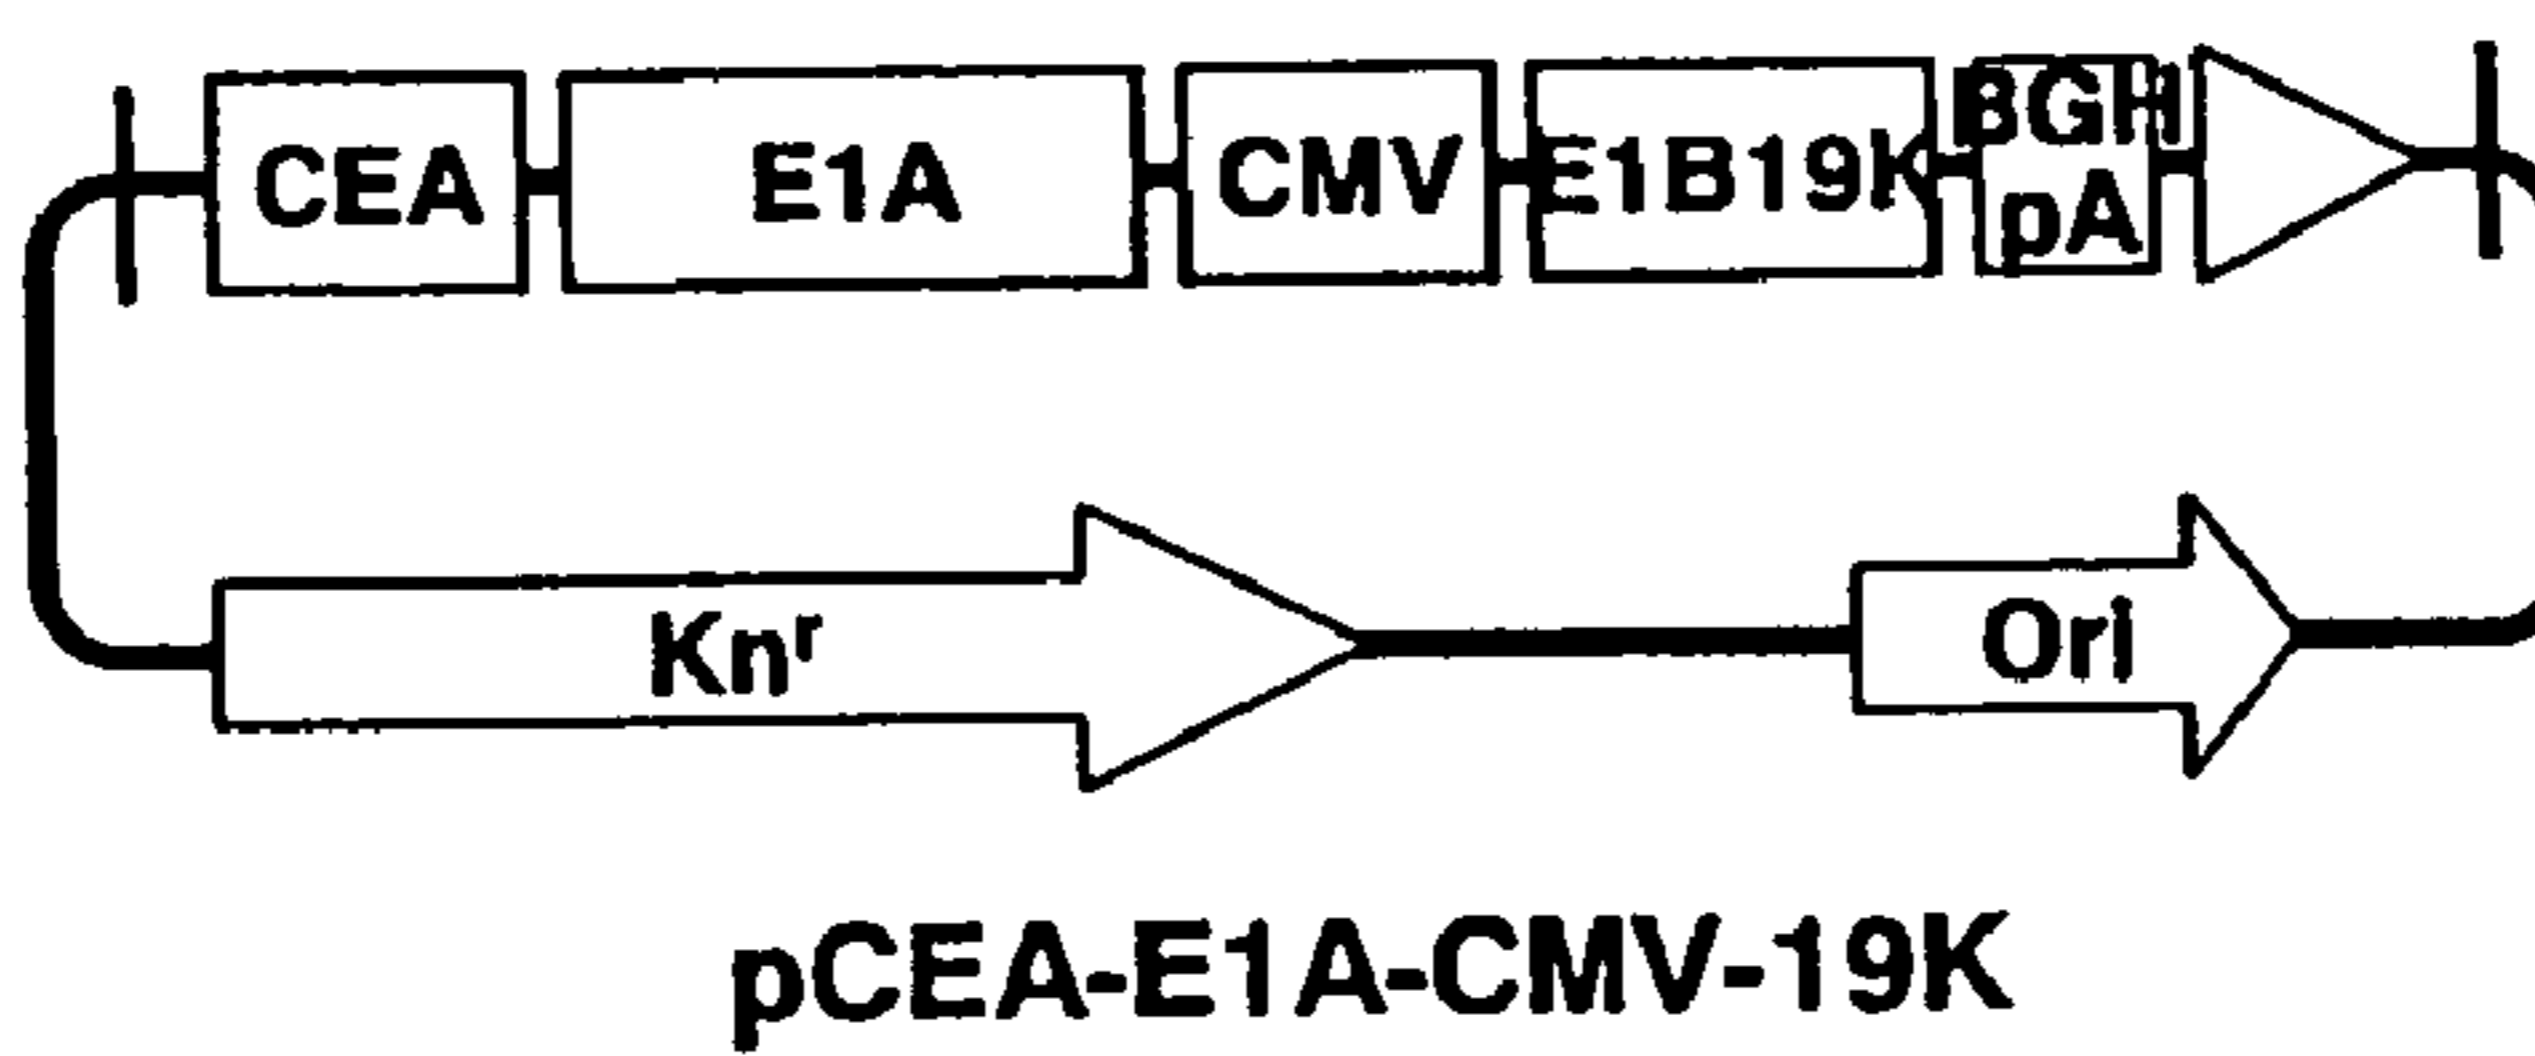 CEA E1A CMV E1B19K BGH pA
Knʳ Ori
pCEA-E1A-CMV-19K